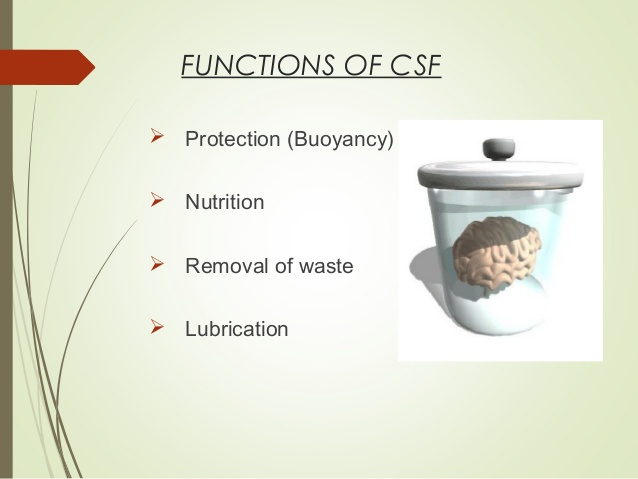 FUNCTIONS OF CSF
Protection (Buoyancy)
Nutrition
Removal of waste
Lubrication